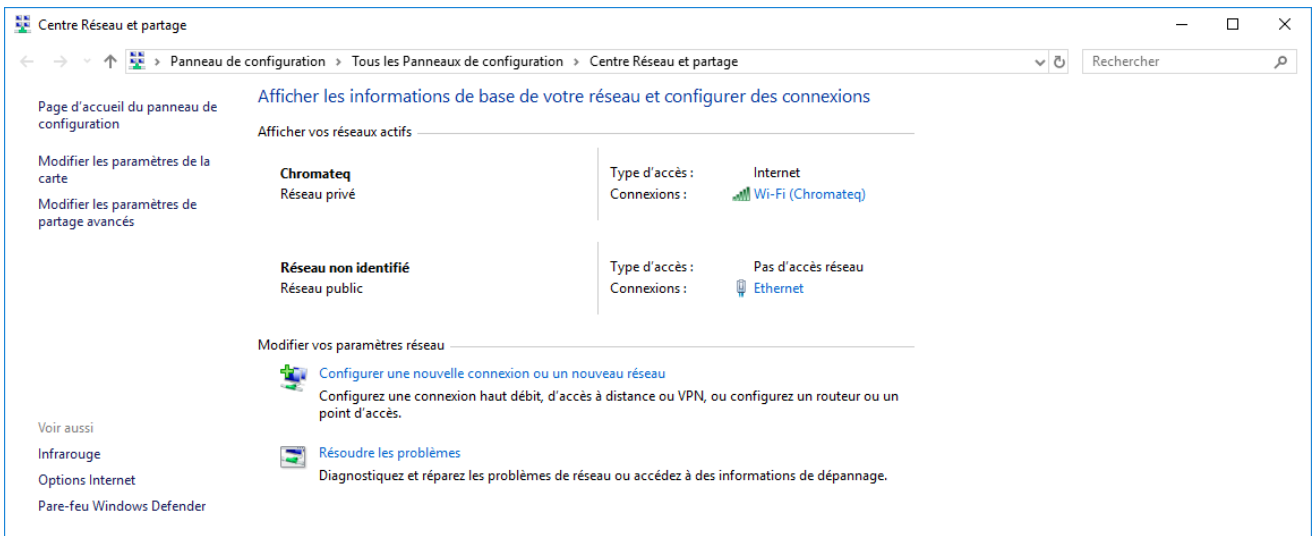 Centre Réseau et partage
Panneau de configuration > Tous les Panneaux de configuration > Centre Réseau et partage
Rechercher
Page d'accueil du panneau de
configuration
Modifier les paramètres de la
carte
Modifier les paramètres de
partage avancés
Afficher les informations de base de votre réseau et configurer des connexions
Afficher vos réseaux actifs
Chromateq
Réseau privé
Type d'accès : Internet
Connexions : Wi-Fi (Chromateq)
Réseau non identifié
Réseau public
Type d'accès : Pas d'accès réseau
Connexions : Ethernet
Modifier vos paramètres réseau
Configurer une nouvelle connexion ou un nouveau réseau
Configurez une connexion haut débit, d'accès à distance ou VPN, ou configurez un routeur ou un
point d'accès.
Résoudre les problèmes
Diagnostiquez et réparez les problèmes de réseau ou accédez à des informations de dépannage.
Voir aussi
Infrarouge
Options Internet
Pare-feu Windows Defender